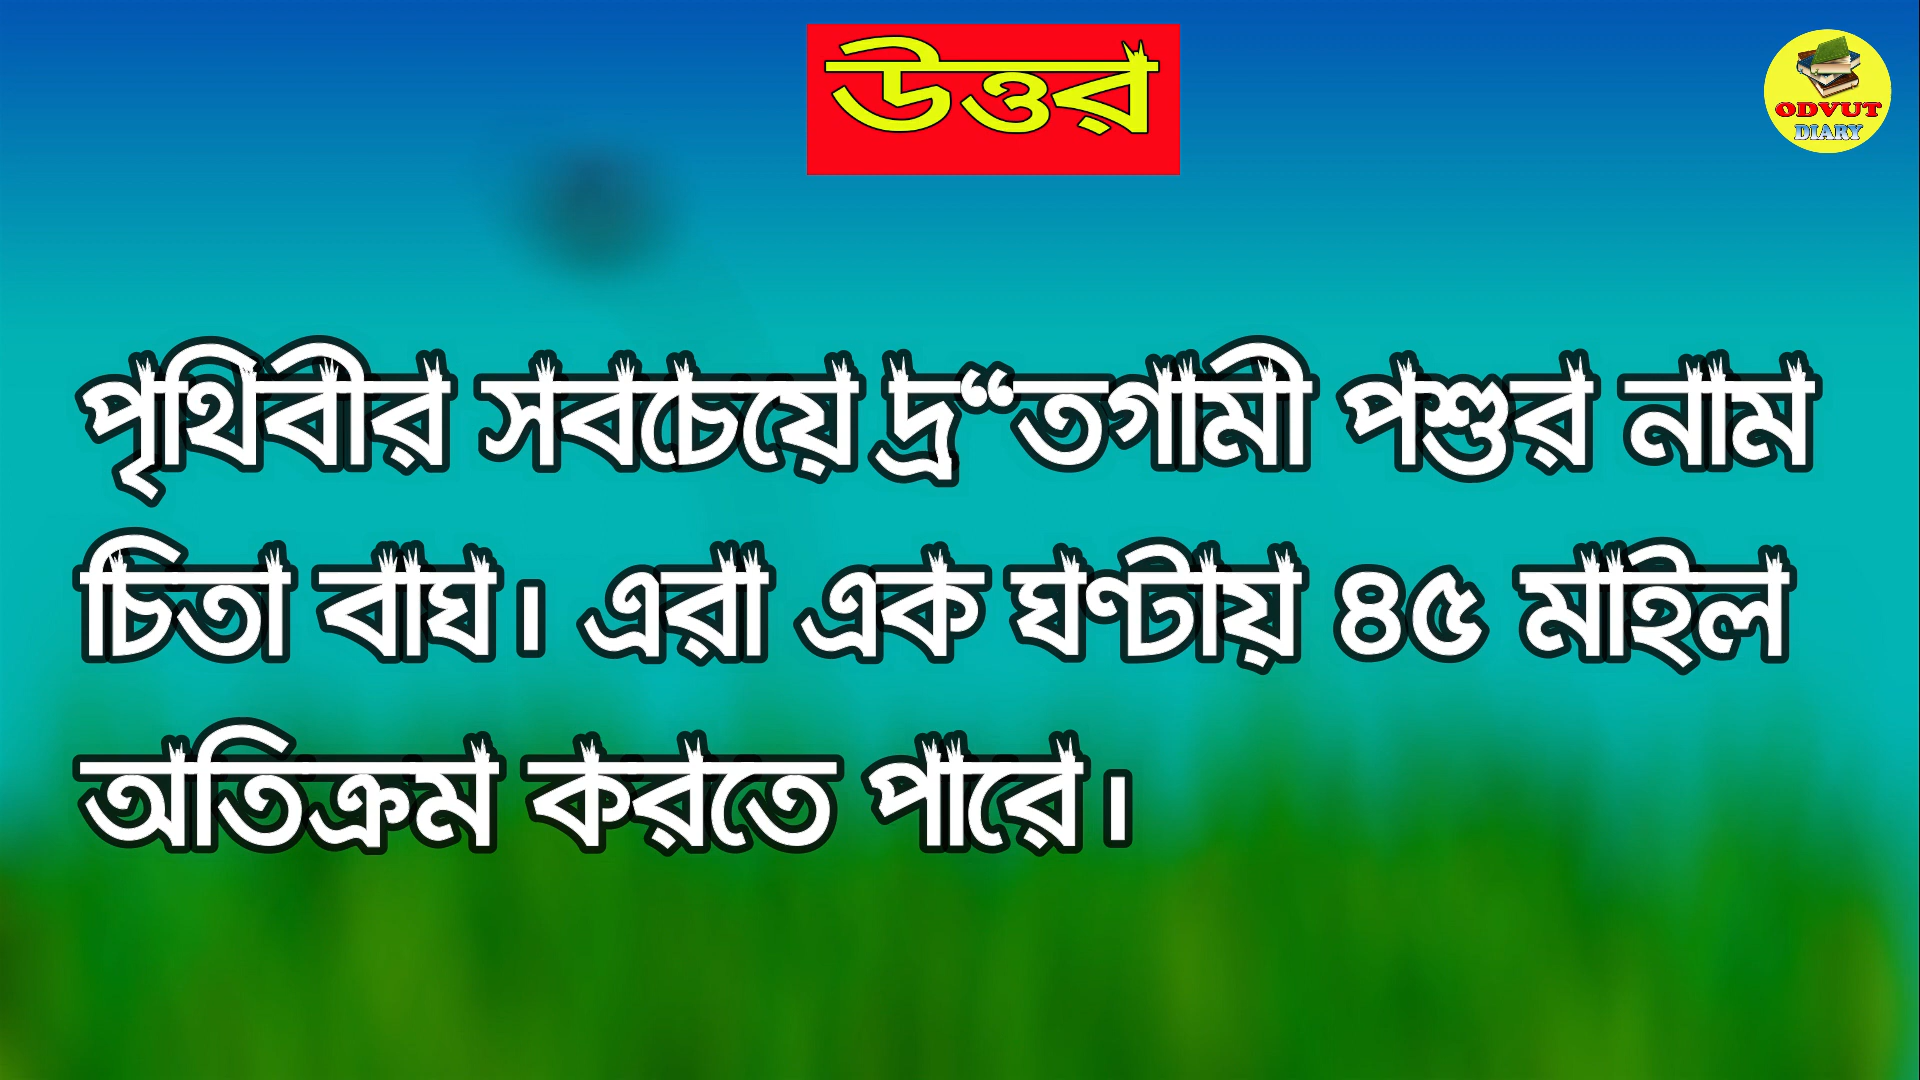 উত্তর
ODVUT
DIARY
পৃথিবীর সবচেয়ে দ্র“তগামী পশুর নাম
চিতা বাঘ। এরা এক ঘণ্টায় ৪৫ মাইল
অতিক্রম করতে পারে।